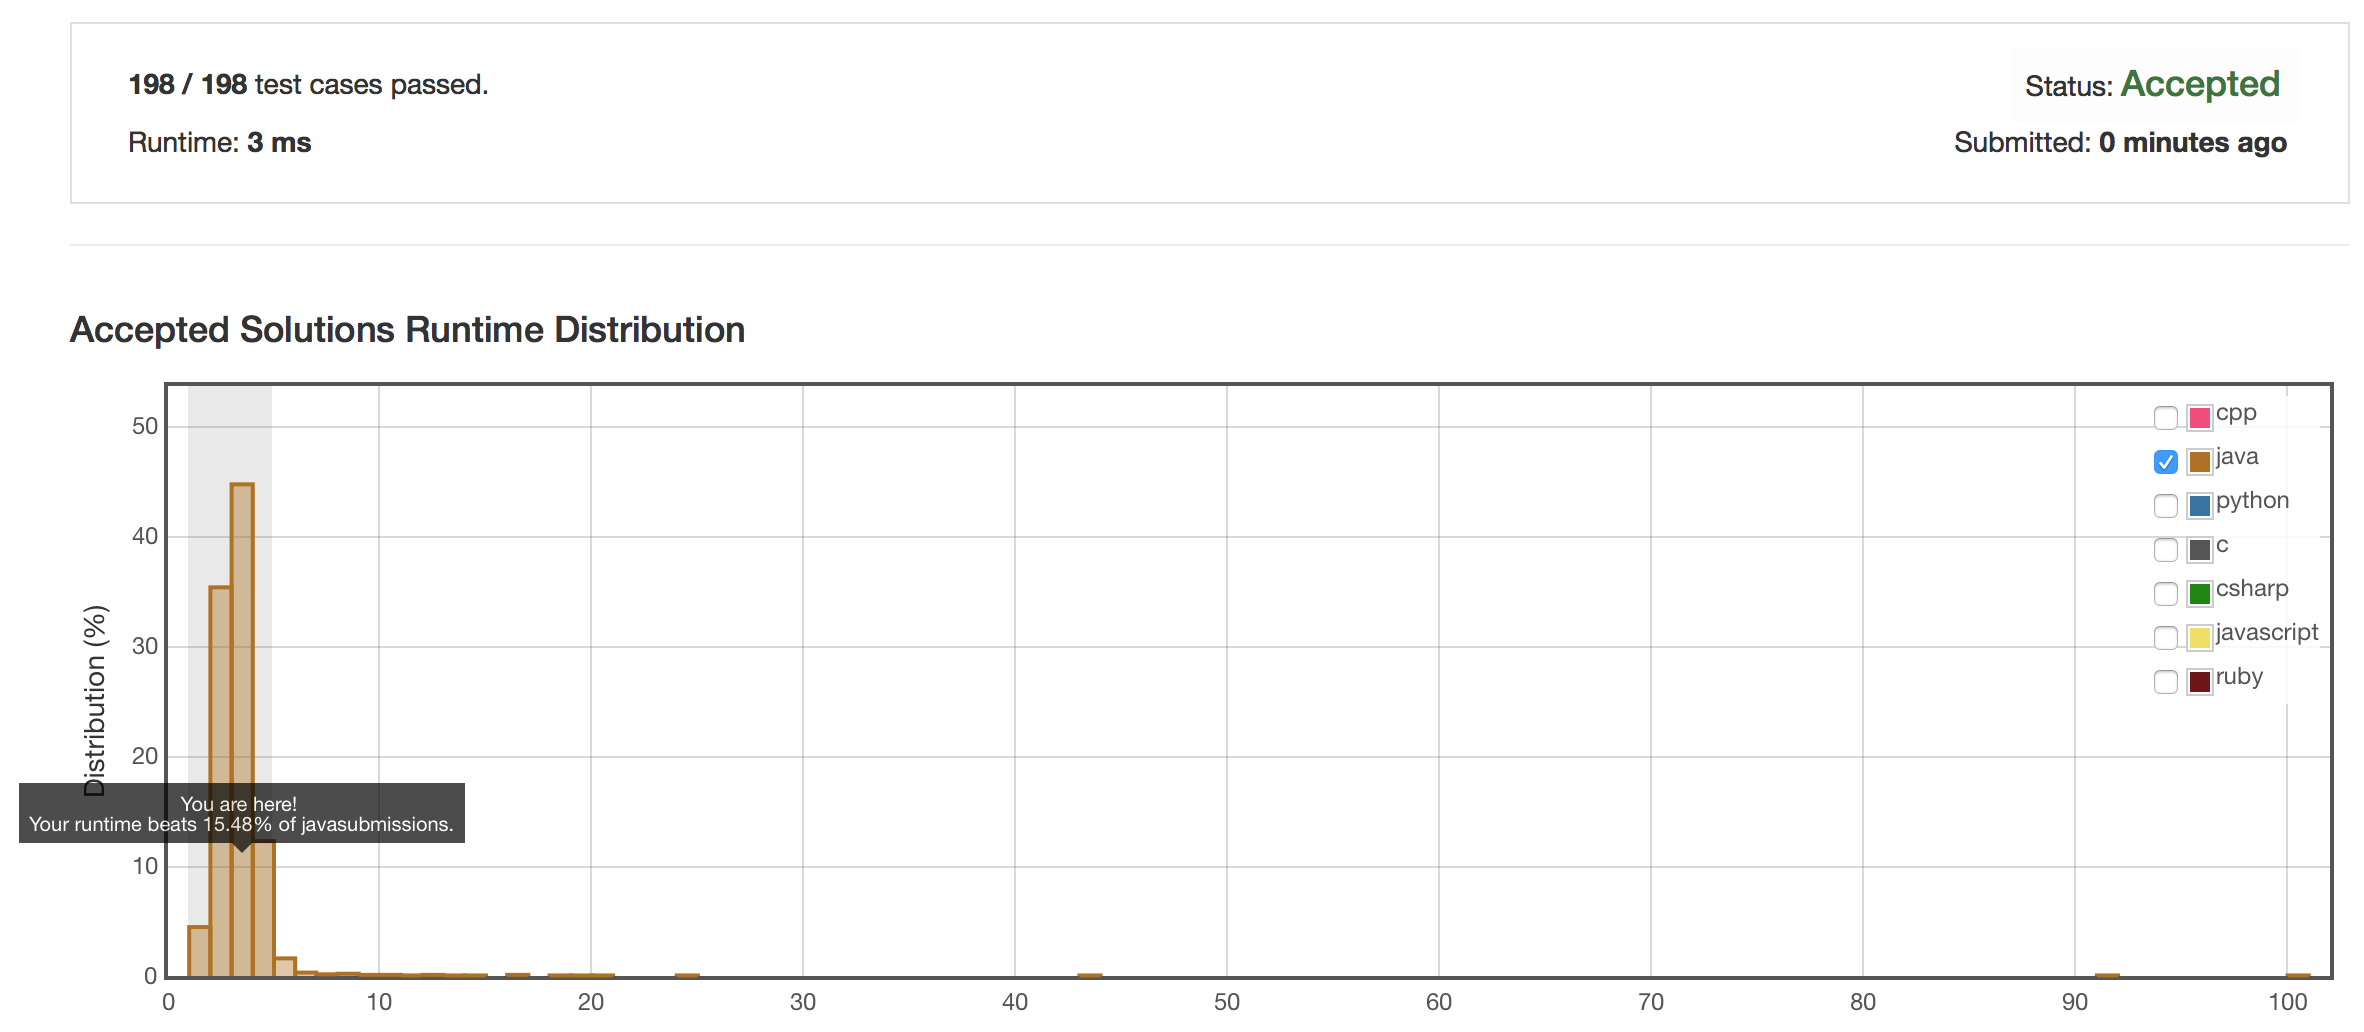 198 / 198 test cases passed.
Status: Accepted
Runtime: 3 ms
Submitted: 0 minutes ago
Accepted Solutions Runtime Distribution
Distribution (%)
50
40
30
20
10
0
cpp
java
python
c
csharp
javascript
ruby
You are here!
Your runtime beats 15.48% of javasubmissions.
0 10 20 30 40 50 60 70 80 90 100